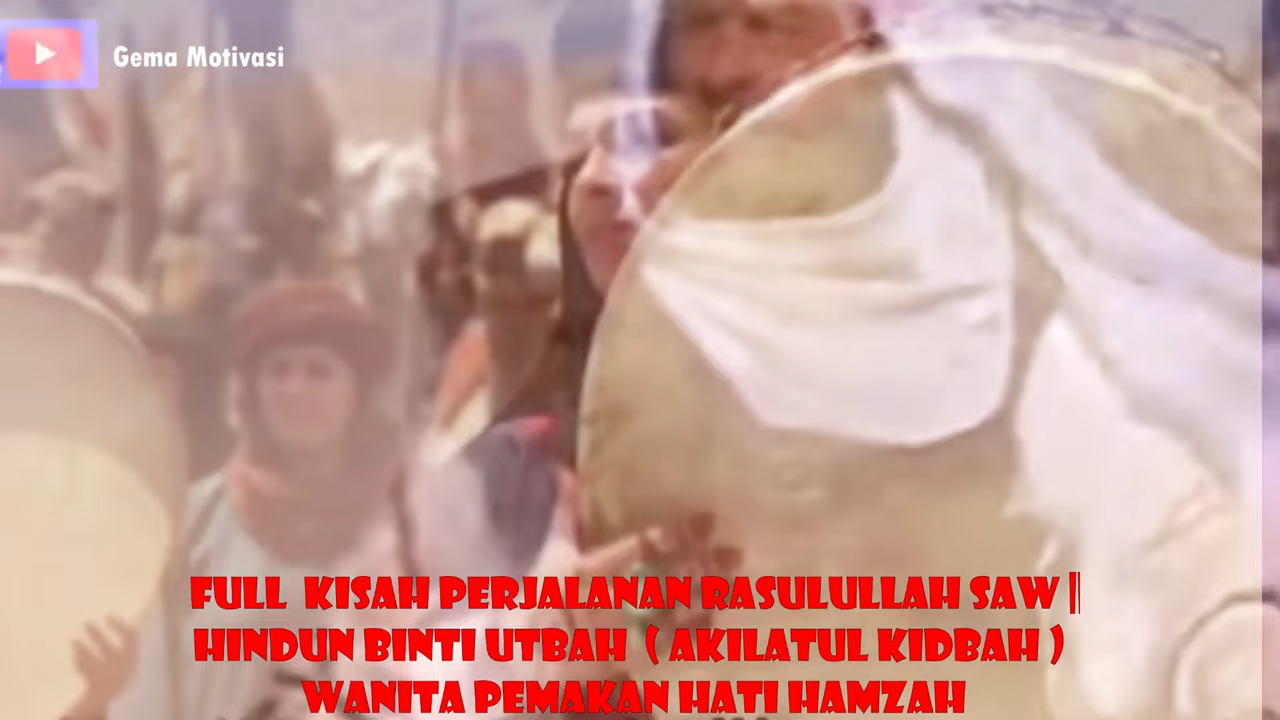 Gema Motivasi
FULL KISAH PERJALANAN RASULULLAH SAW ||
HINDUN BINTI UTBAH ( AKILATUL KIDBAH )
WANITA PEMAKAN HATI HAMZAH